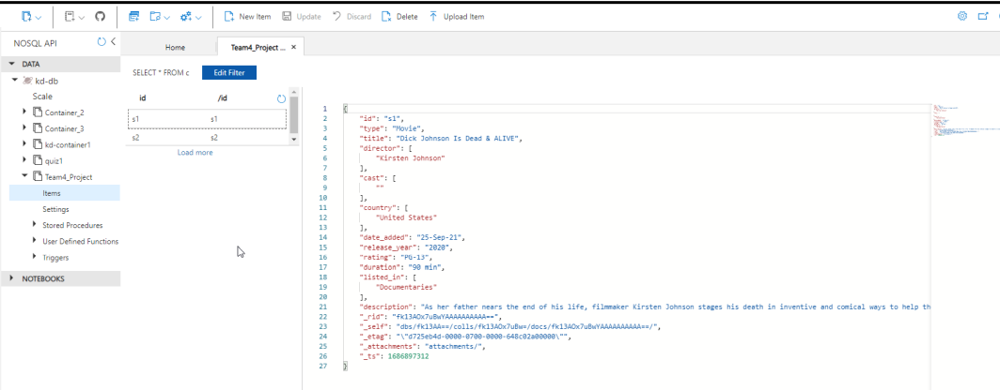 New Item Update Discard Delete Upload Item
NOSQL API
Home Team4_Project ... ×
DATA
kd-db
Scale
Container_2
Container_3
kd-container1
quiz1
Team4_Project
Items
Settings
Stored Procedures
User Defined Functions
Triggers
NOTEBOOKS
SELECT * FROM c Edit Filter
id /id
s1 s1
s2 s2
Load more
1 {
2 "id": "s1",
3 "type": "Movie",
4 "title": "Dick Johnson Is Dead & ALIVE",
5 "director": [
6 "Kirsten Johnson"
7 ],
8 "cast": [
9 ""
10 ],
11 "country": [
12 "United States"
13 ],
14 "date_added": "25-Sep-21",
15 "release_year": "2020",
16 "rating": "PG-13",
17 "duration": "90 min",
18 "listed_in": [
19 "Documentaries"
20 ],
21 "description": "As her father nears the end of his life, filmmaker Kirsten Johnson stages his death in inventive and comical ways to help th
22 "_rid": "fk13AOx7uBwYAAAAAAAAAA==",
23 "_self": "dbs/fk13AA==/colls/fk13AOx7uBw=/docs/fk13AOx7uBwYAAAAAAAAAA==/",
24 "_etag": "\"d725eb4d-0000-0700-0000-648c02a00000\"",
25 "_attachments": "attachments/",
26 "_ts": 1686897312
27 }